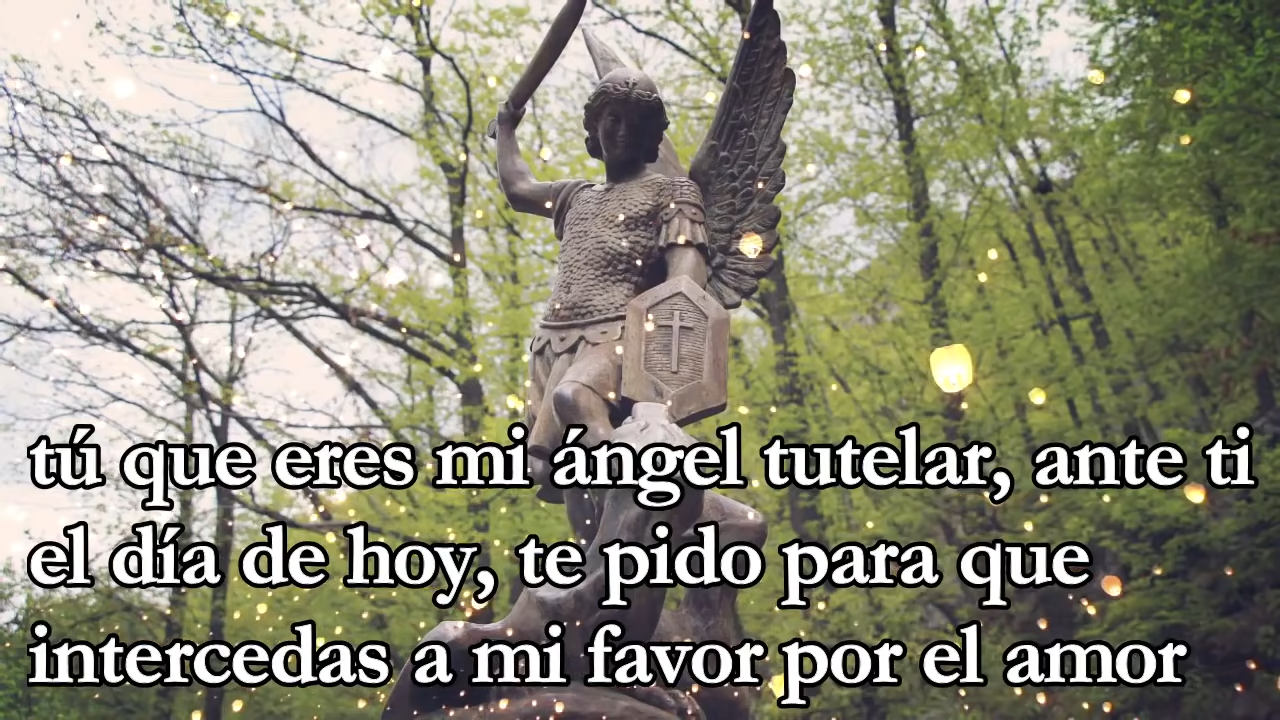 tú que eres mi ángel tutelar, ante ti
el día de hoy, te pido para que
intercedas a mi favor por el amor